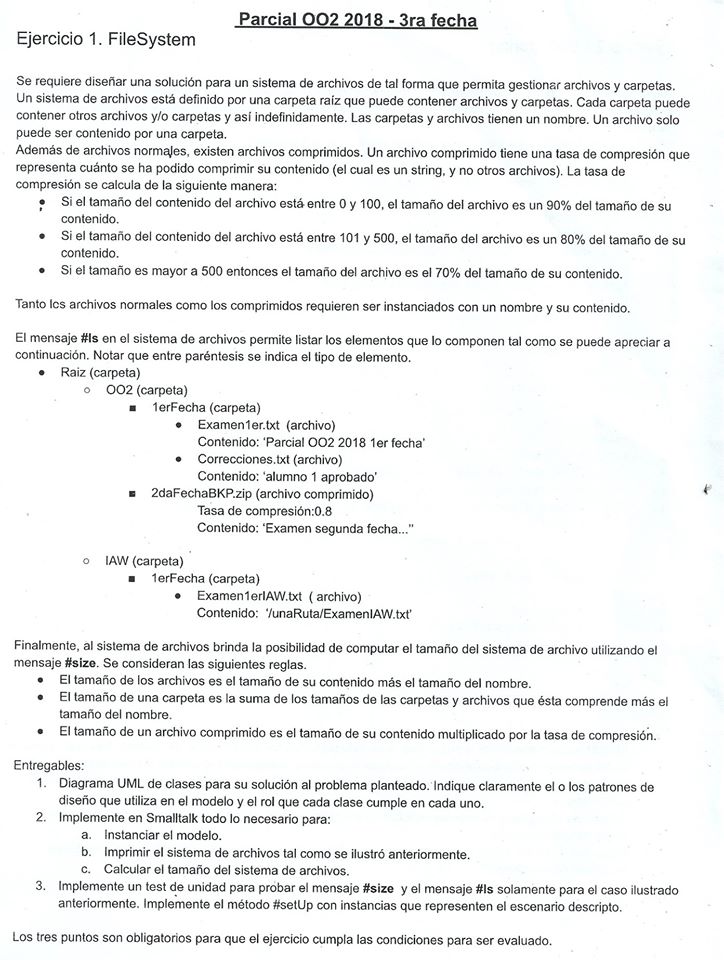 Parcial OO2 2018 - 3ra fecha
Ejercicio 1. FileSystem
Se requiere diseñar una solución para un sistema de archivos de tal forma que permita gestionar archivos y carpetas.
Un sistema de archivos está definido por una carpeta raíz que puede contener archivos y carpetas. Cada carpeta puede
contener otros archivos y/o carpetas y así indefinidamente. Las carpetas y archivos tienen un nombre. Un archivo solo
puede ser contenido por una carpeta.
Además de archivos normales, existen archivos comprimidos. Un archivo comprimido tiene una tasa de compresión que
representa cuánto se ha podido comprimir su contenido (el cual es un string, y no otros archivos). La tasa de
compresión se calcula de la siguiente manera:
• Si el tamaño del contenido del archivo está entre 0 y 100, el tamaño del archivo es un 90% del tamaño de su
contenido.
• Si el tamaño del contenido del archivo está entre 101 y 500, el tamaño del archivo es un 80% del tamaño de su
contenido.
• Si el tamaño es mayor a 500 entonces el tamaño del archivo es el 70% del tamaño de su contenido.
Tanto los archivos normales como los comprimidos requieren ser instanciados con un nombre y su contenido.
El mensaje #ls en el sistema de archivos permite listar los elementos que lo componen tal como se puede apreciar a
continuación. Notar que entre paréntesis se indica el tipo de elemento.
• Raiz (carpeta)
○ OO2 (carpeta)
■ 1erFecha (carpeta)
• Examen1er.txt (archivo)
Contenido: 'Parcial OO2 2018 1er fecha'
• Correcciones.txt (archivo)
Contenido: 'alumno 1 aprobado'
■ 2daFechaBKP.zip (archivo comprimido)
Tasa de compresión:0.8
Contenido: 'Examen segunda fecha...''
○ IAW (carpeta)
■ 1erFecha (carpeta)
• Examen1erIAW.txt ( archivo)
Contenido: '/unaRuta/ExamenIAW.txt'
Finalmente, al sistema de archivos brinda la posibilidad de computar el tamaño del sistema de archivo utilizando el
mensaje #size. Se consideran las siguientes reglas.
• El tamaño de los archivos es el tamaño de su contenido más el tamaño del nombre.
• El tamaño de una carpeta es la suma de los tamaños de las carpetas y archivos que ésta comprende más el
tamaño del nombre.
• El tamaño de un archivo comprimido es el tamaño de su contenido multiplicado por la tasa de compresión.
Entregables:
1. Diagrama UML de clases para su solución al problema planteado. Indique claramente el o los patrones de
diseño que utiliza en el modelo y el rol que cada clase cumple en cada uno.
2. Implemente en Smalltalk todo lo necesario para:
a. Instanciar el modelo.
b. Imprimir el sistema de archivos tal como se ilustró anteriormente.
c. Calcular el tamaño del sistema de archivos.
3. Implemente un test de unidad para probar el mensaje #size y el mensaje #ls solamente para el caso ilustrado
anteriormente. Implemente el método #setUp con instancias que representen el escenario descripto.
Los tres puntos son obligatorios para que el ejercicio cumpla las condiciones para ser evaluado.